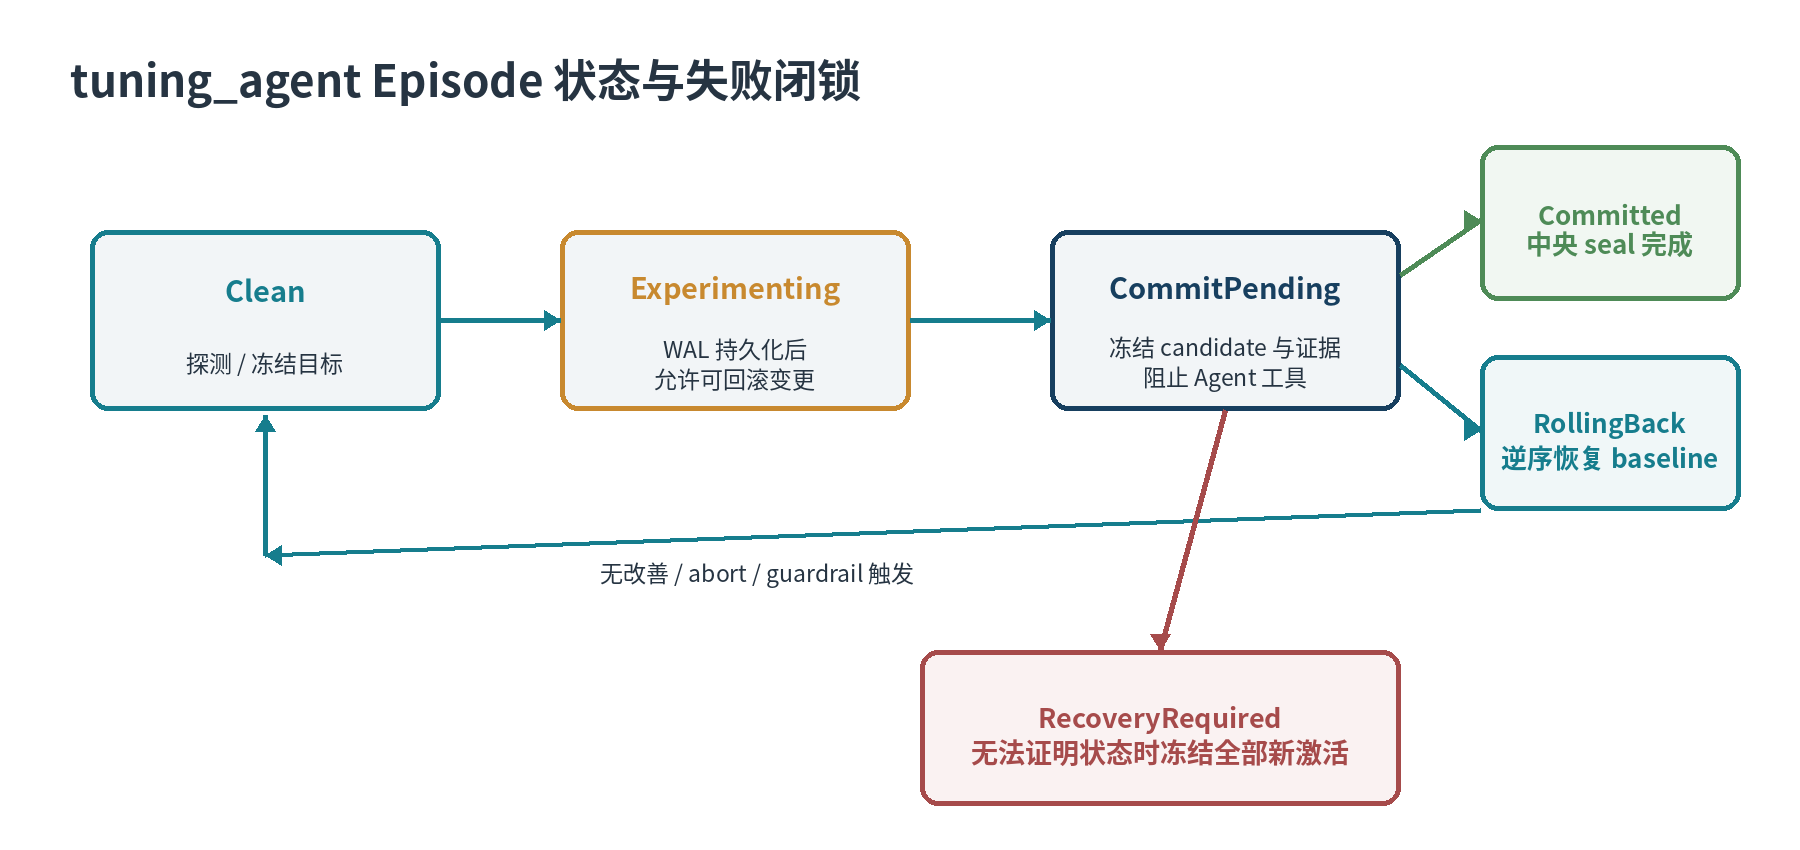 tuning_agent Episode 状态与失败闭锁
Clean
探测 / 冻结目标
Experimenting
WAL 持久化后
允许可回滚变更
CommitPending
冻结 candidate 与证据
阻止 Agent 工具
Committed
中央 seal 完成
RollingBack
逆序恢复 baseline
无改善 / abort / guardrail 触发
RecoveryRequired
无法证明状态时冻结全部新激活